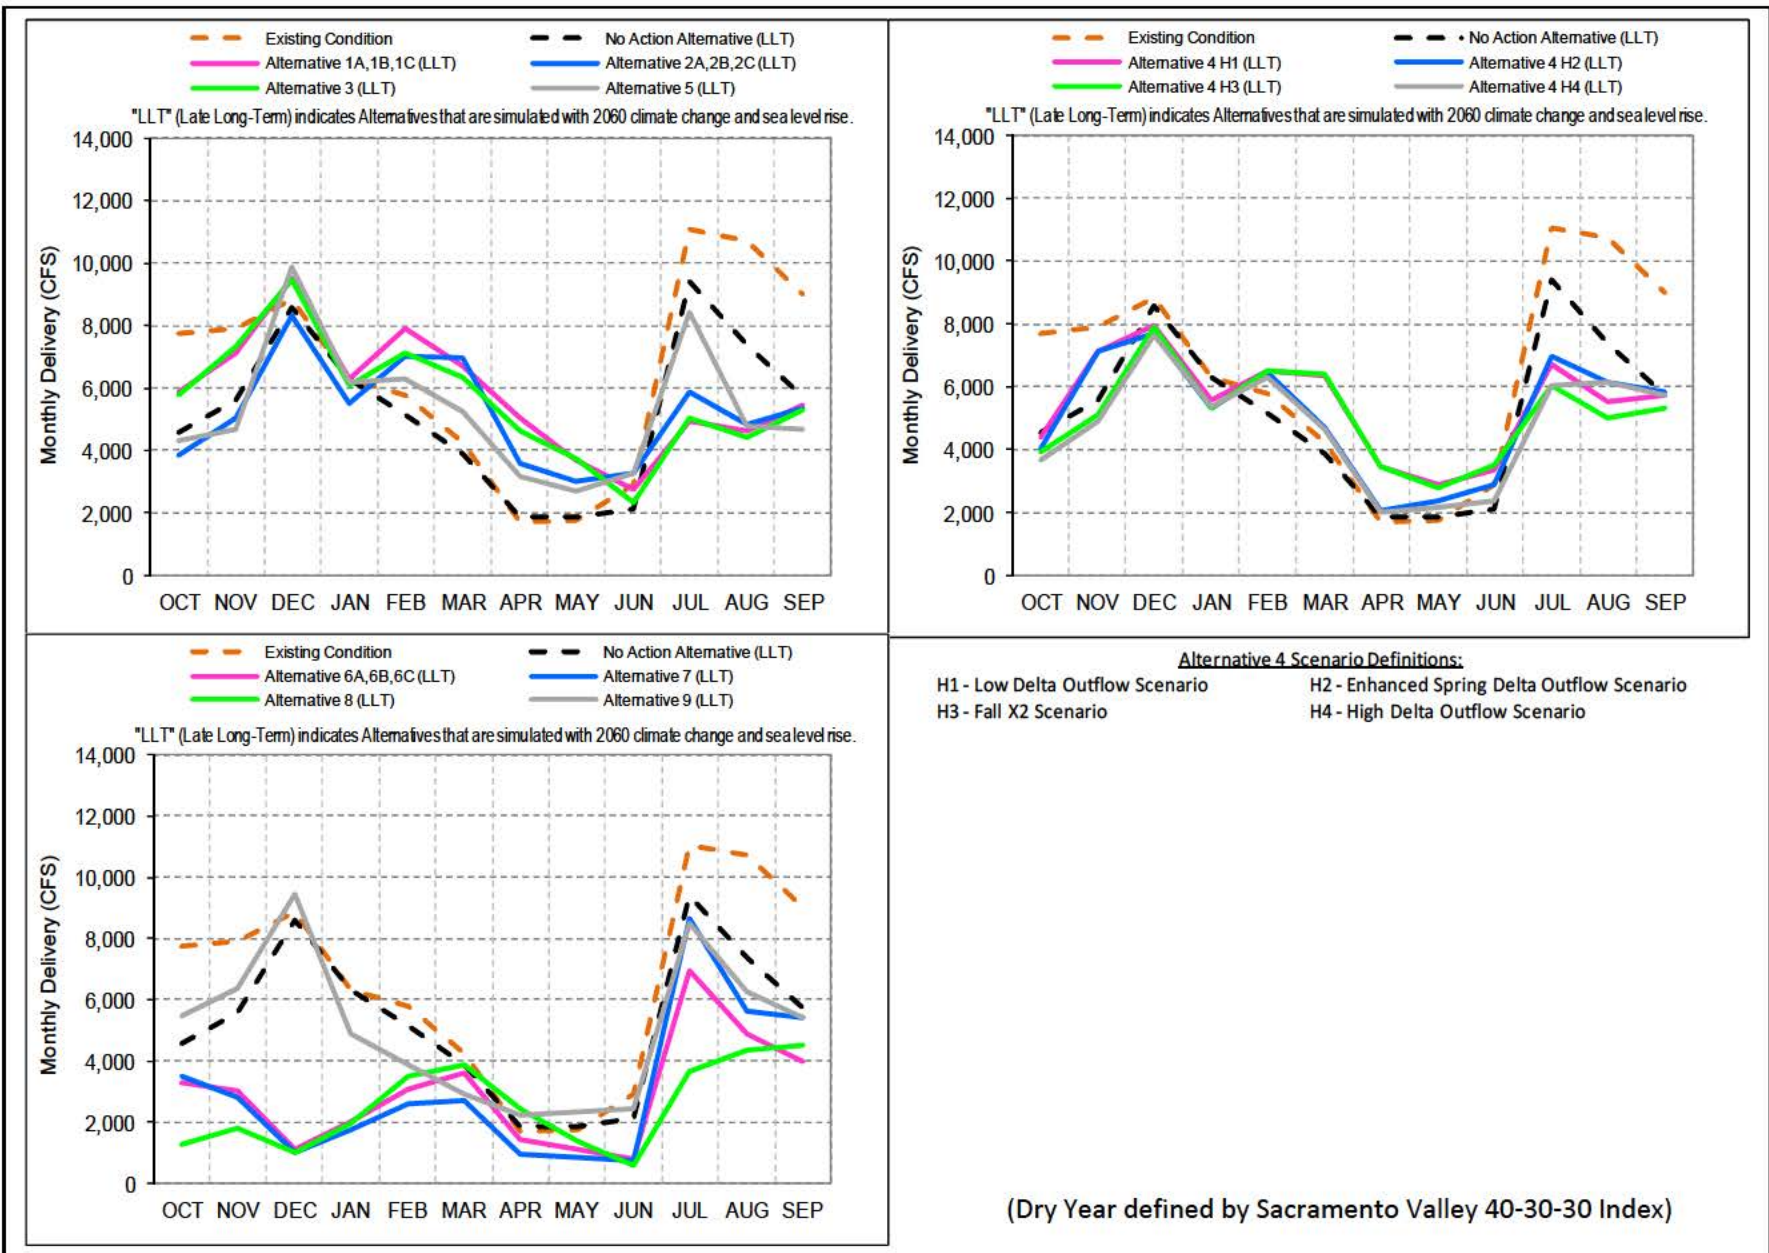 Existing Condition
No Action Alternative (LLT)
Alternative 1A,1B,1C (LLT)
Alternative 2A,2B,2C (LLT)
Alternative 3 (LLT)
Alternative 5 (LLT)
"LLT" (Late Long-Term) indicates Alternatives that are simulated with 2060 climate change and sea level rise.
Monthly Delivery (CFS)
14,000
12,000
10,000
8,000
6,000
4,000
2,000
0
OCT NOV DEC JAN FEB MAR APR MAY JUN JUL AUG SEP
Existing Condition
No Action Alternative (LLT)
Alternative 4 H1 (LLT)
Alternative 4 H2 (LLT)
Alternative 4 H3 (LLT)
Alternative 4 H4 (LLT)
"LLT" (Late Long-Term) indicates Alternatives that are simulated with 2060 climate change and sea level rise.
Monthly Delivery (CFS)
14,000
12,000
10,000
8,000
6,000
4,000
2,000
0
OCT NOV DEC JAN FEB MAR APR MAY JUN JUL AUG SEP
Existing Condition
No Action Alternative (LLT)
Alternative 6A,6B,6C (LLT)
Alternative 7 (LLT)
Alternative 8 (LLT)
Alternative 9 (LLT)
"LLT" (Late Long-Term) indicates Alternatives that are simulated with 2060 climate change and sea level rise.
Monthly Delivery (CFS)
14,000
12,000
10,000
8,000
6,000
4,000
2,000
0
OCT NOV DEC JAN FEB MAR APR MAY JUN JUL AUG SEP
Alternative 4 Scenario Definitions:
H1 - Low Delta Outflow Scenario
H2 - Enhanced Spring Delta Outflow Scenario
H3 - Fall X2 Scenario
H4 - High Delta Outflow Scenario
(Dry Year defined by Sacramento Valley 40-30-30 Index)